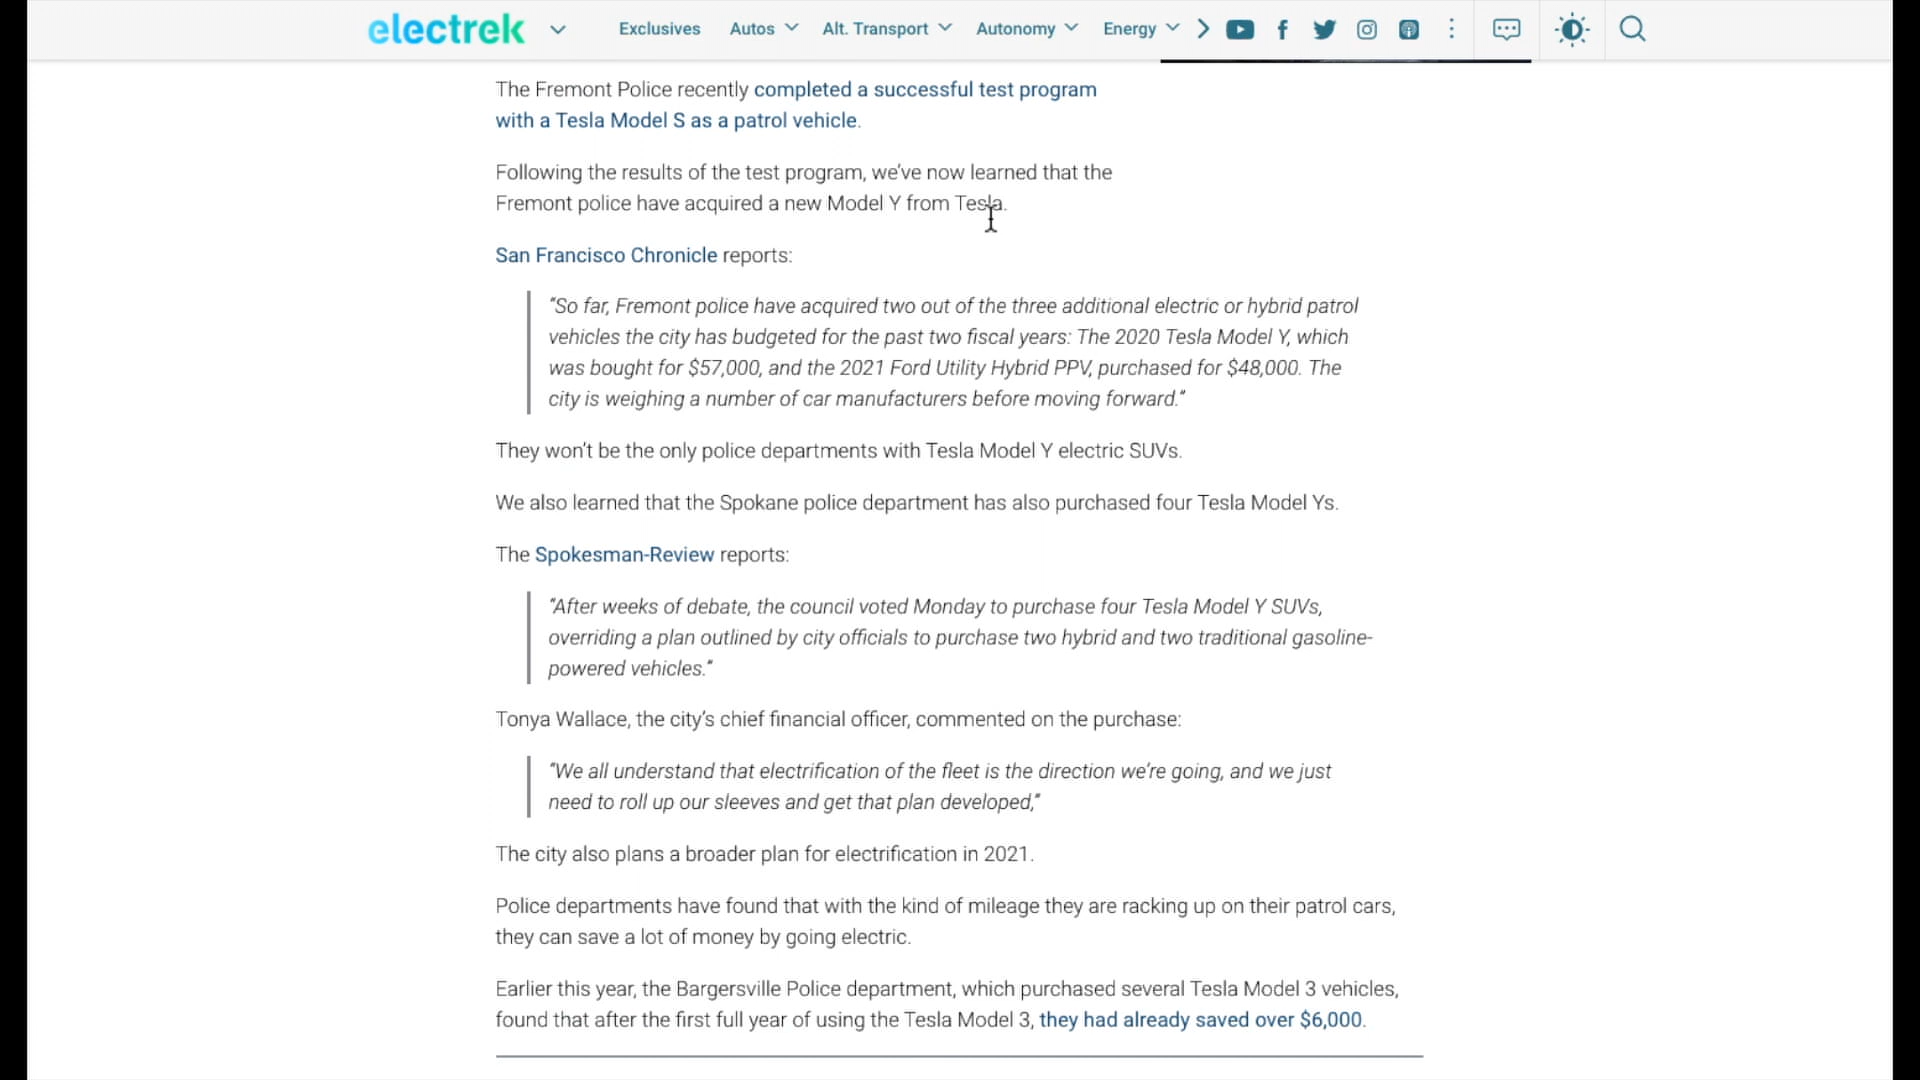 electrek
Exclusives Autos Alt. Transport Autonomy Energy
The Fremont Police recently completed a successful test program
with a Tesla Model S as a patrol vehicle.
Following the results of the test program, we've now learned that the
Fremont police have acquired a new Model Y from Tesla.
San Francisco Chronicle reports:
“So far, Fremont police have acquired two out of the three additional electric or hybrid patrol
vehicles the city has budgeted for the past two fiscal years: The 2020 Tesla Model Y, which
was bought for $57,000, and the 2021 Ford Utility Hybrid PPV, purchased for $48,000. The
city is weighing a number of car manufacturers before moving forward.”
They won't be the only police departments with Tesla Model Y electric SUVs.
We also learned that the Spokane police department has also purchased four Tesla Model Ys.
The Spokesman-Review reports:
“After weeks of debate, the council voted Monday to purchase four Tesla Model Y SUVs,
overriding a plan outlined by city officials to purchase two hybrid and two traditional gasoline-
powered vehicles.”
Tonya Wallace, the city's chief financial officer, commented on the purchase:
“We all understand that electrification of the fleet is the direction we're going, and we just
need to roll up our sleeves and get that plan developed,”
The city also plans a broader plan for electrification in 2021.
Police departments have found that with the kind of mileage they are racking up on their patrol cars,
they can save a lot of money by going electric.
Earlier this year, the Bargersville Police department, which purchased several Tesla Model 3 vehicles,
found that after the first full year of using the Tesla Model 3, they had already saved over $6,000.